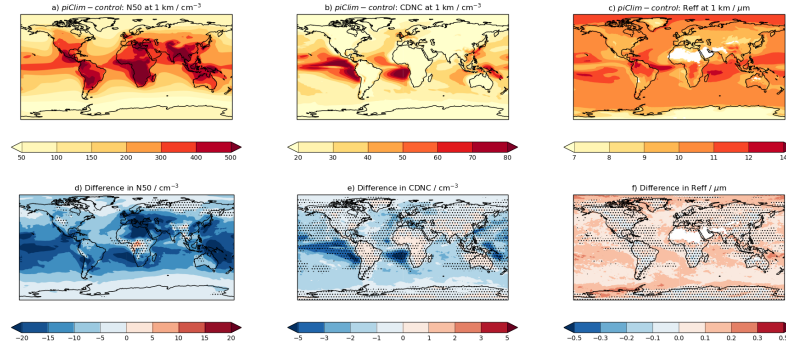 a) piClim−control: N50 at 1 km / cm⁻³
b) piClim−control: CDNC at 1 km / cm⁻³
c) piClim−control: Reff at 1 km / μm
50 100 150 200 300 400 500
20 30 40 50 60 70 80
7 8 9 10 11 12 13 14
d) Difference in N50 / cm⁻³
e) Difference in CDNC / cm⁻³
f) Difference in Reff / μm
−20 −15 −10 −5 0 5 10 15 20
−5 −3 −2 −1 0 1 2 3 5
−0.5 −0.3 −0.2 −0.1 0.0 0.1 0.2 0.3 0.5